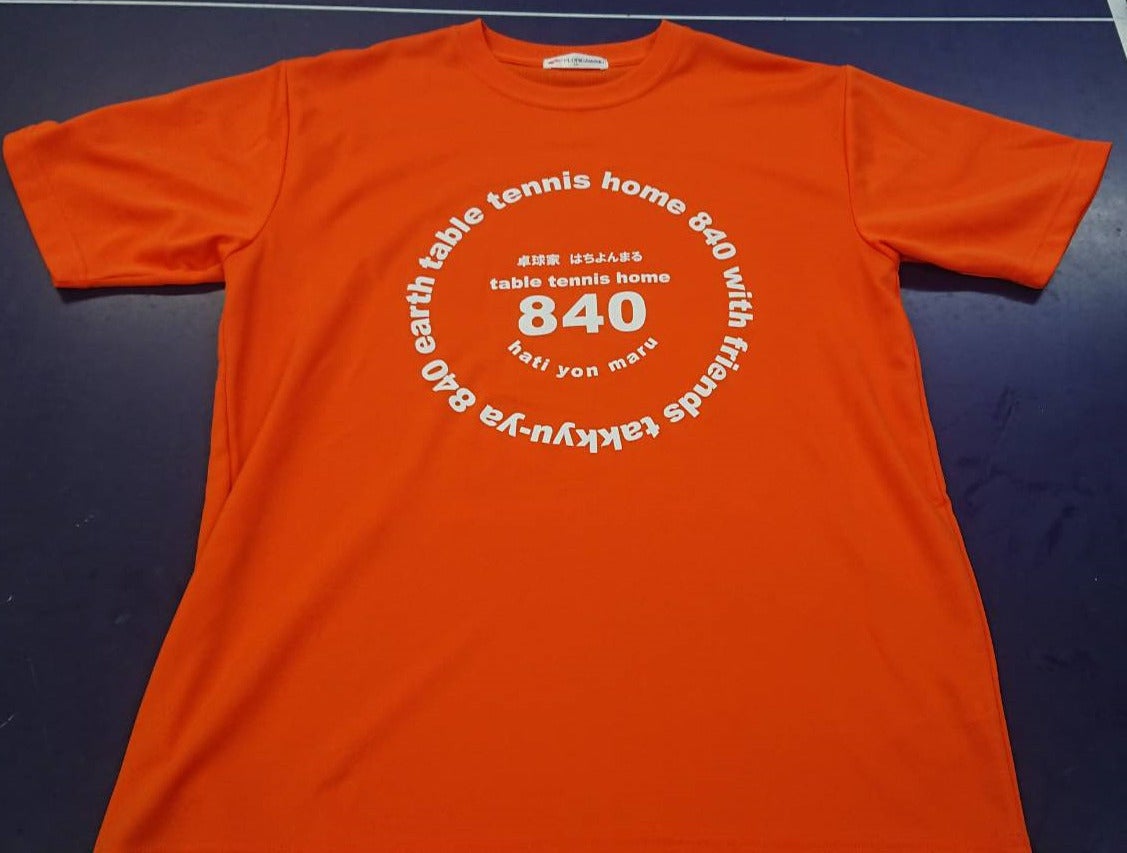 earth table tennis home 840 with friends takkyu-ya 840
卓球家 はちよんまる
table tennis home
840
hati yon maru